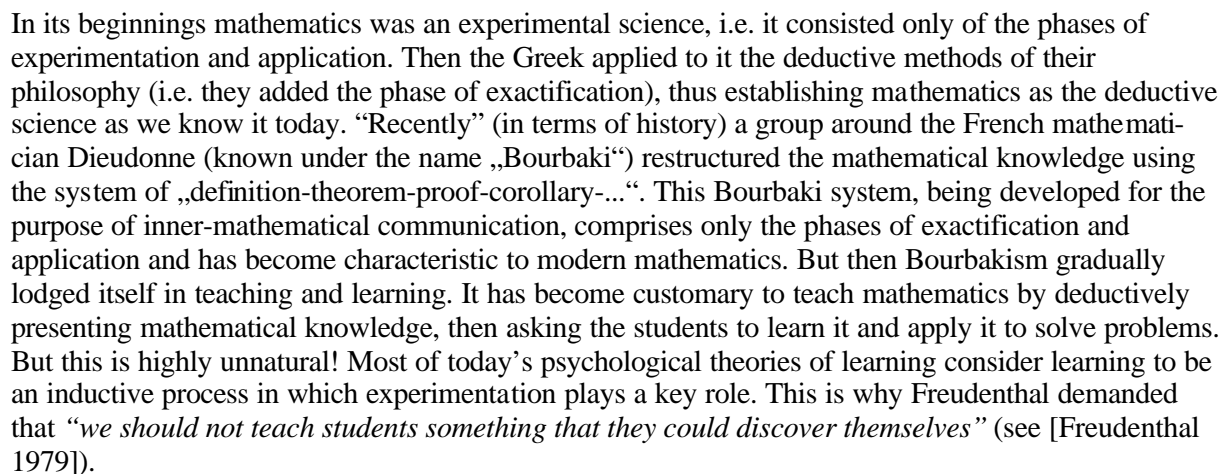 In its beginnings mathematics was an experimental science, i.e. it consisted only of the phases of
experimentation and application. Then the Greek applied to it the deductive methods of their
philosophy (i.e. they added the phase of exactification), thus establishing mathematics as the deductive
science as we know it today. “Recently” (in terms of history) a group around the French mathemati-
cian Dieudonne (known under the name „Bourbaki“) restructured the mathematical knowledge using
the system of „definition-theorem-proof-corollary-...“. This Bourbaki system, being developed for the
purpose of inner-mathematical communication, comprises only the phases of exactification and
application and has become characteristic to modern mathematics. But then Bourbakism gradually
lodged itself in teaching and learning. It has become customary to teach mathematics by deductively
presenting mathematical knowledge, then asking the students to learn it and apply it to solve problems.
But this is highly unnatural! Most of today’s psychological theories of learning consider learning to be
an inductive process in which experimentation plays a key role. This is why Freudenthal demanded
that “we should not teach students something that they could discover themselves” (see [Freudenthal
1979]).